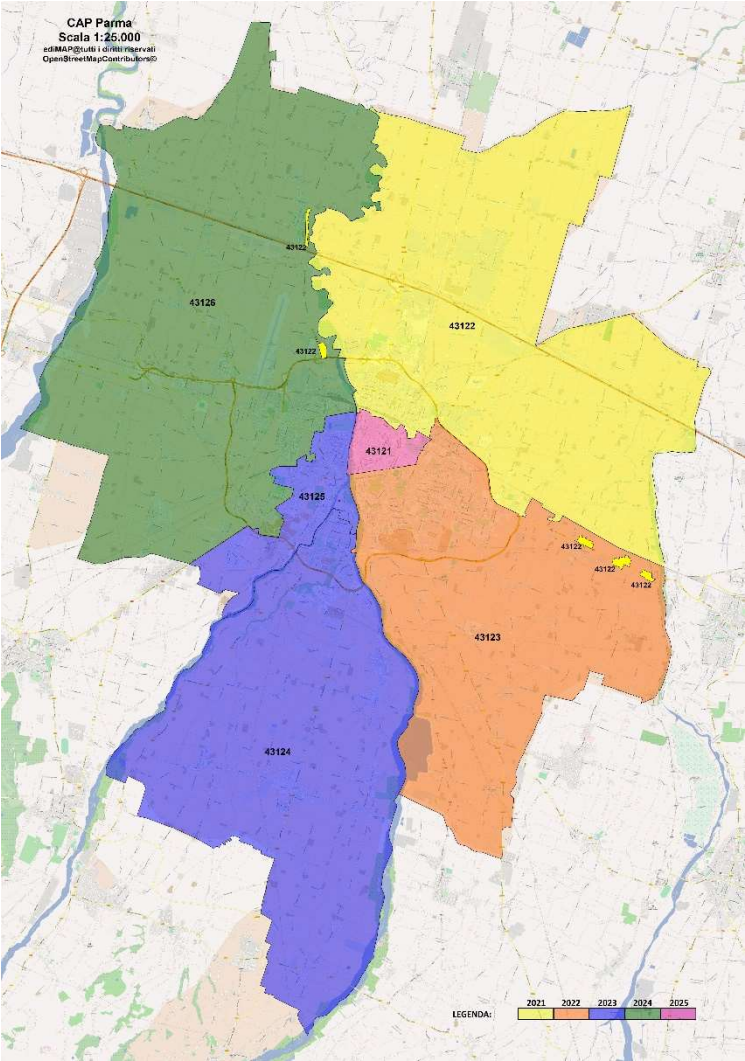 CAP Parma
Scala 1:25.000
ediMAP@tutti i diritti riservati
OpenStreetMapContributors©
43122
43126
43122
43122
43121
43125
43122
43122
43122
43123
43124
2021 2022 2023 2024 2025
LEGENDA: